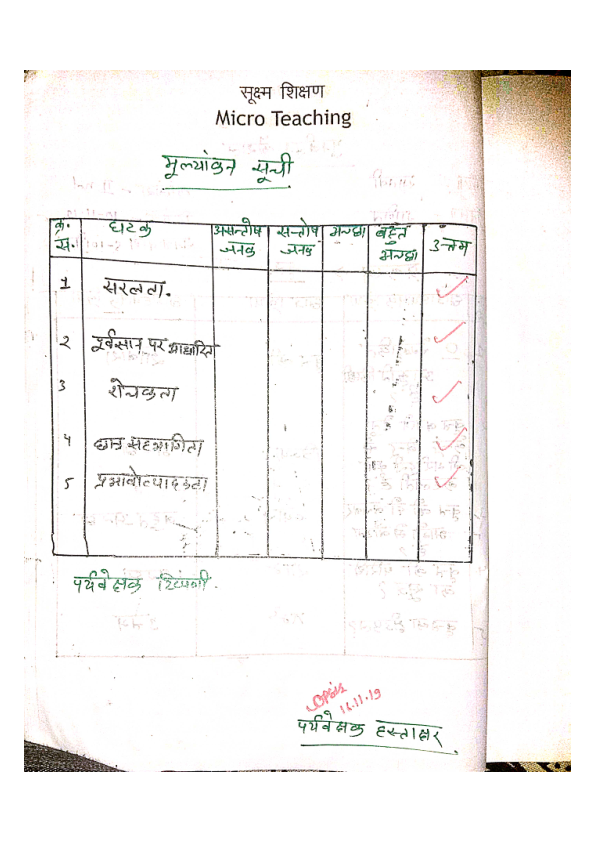 सूक्ष्म शिक्षण
Micro Teaching
मूल्यांकन सूची
क्र. सं. घटक असन्तोष जनक सन्तोष जनक अच्छा बहुत अच्छा उत्तम
1 सरलता.
2 पूर्वज्ञान पर आधारित
3 रोचकता
4 छात्र सहभागिता
5 प्रभावोत्पादकता
पर्यवेक्षक टिप्पणी.
16.11.19
पर्यवेक्षक हस्ताक्षर